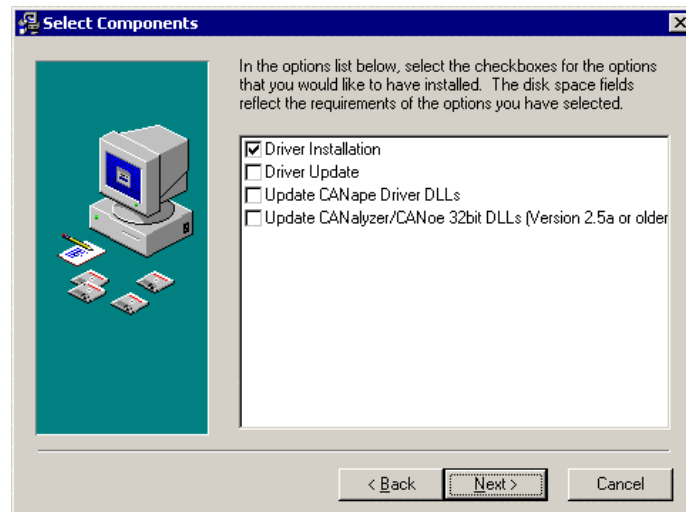 Select Components
In the options list below, select the checkboxes for the options
that you would like to have installed. The disk space fields
reflect the requirements of the options you have selected.
Driver Installation
Driver Update
Update CANape Driver DLLs
Update CANalyzer/CANoe 32bit DLLs (Version 2.5a or older
< Back
Next >
Cancel